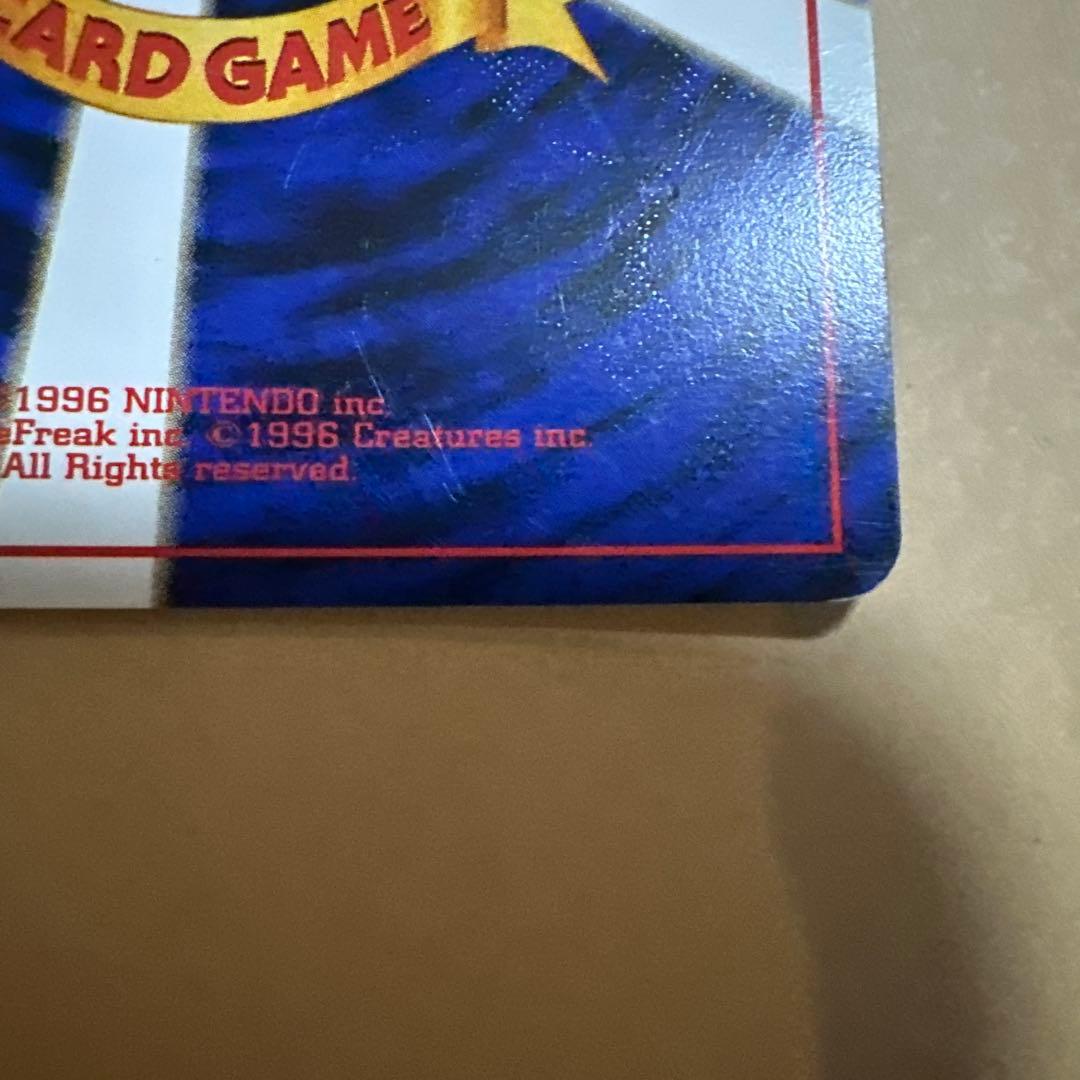 CARD GAME
©1996 NINTENDO inc.
eFreak inc. ©1996 Creatures inc.
All Rights reserved.